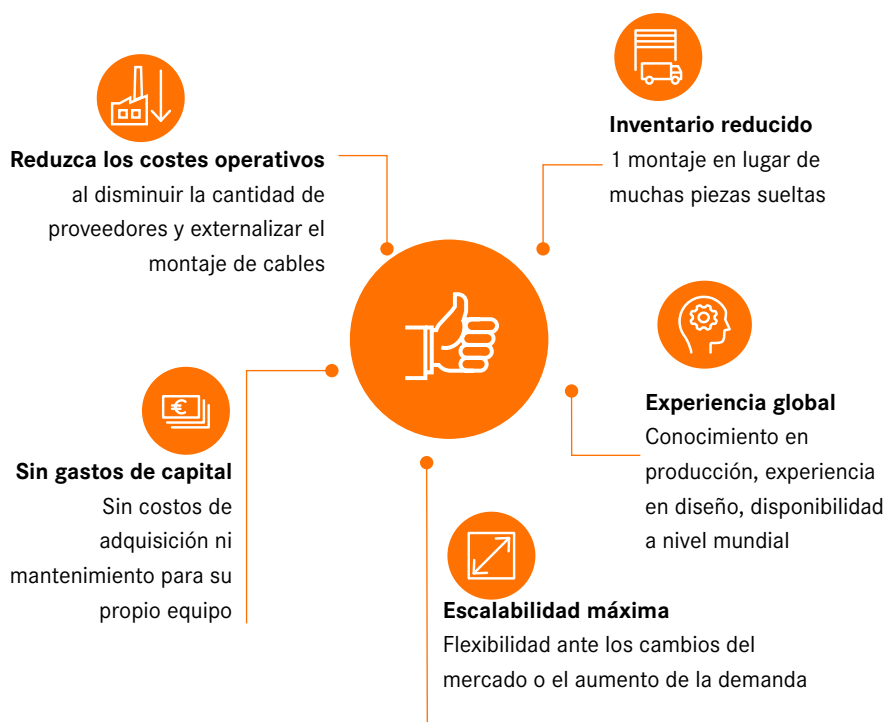 Reduzca los costes operativos
al disminuir la cantidad de
proveedores y externalizar el
montaje de cables
Inventario reducido
1 montaje en lugar de
muchas piezas sueltas
Sin gastos de capital
Sin costos de
adquisición ni
mantenimiento para su
propio equipo
Experiencia global
Conocimiento en
producción, experiencia
en diseño, disponibilidad
a nivel mundial
Escalabilidad máxima
Flexibilidad ante los cambios del
mercado o el aumento de la demanda
€